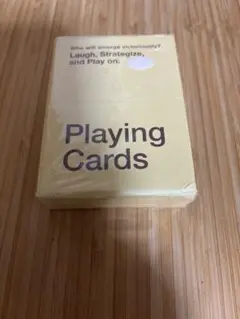 Who will emerge victoriously?
Laugh, Strategize,
and Play on.
Playing
Cards